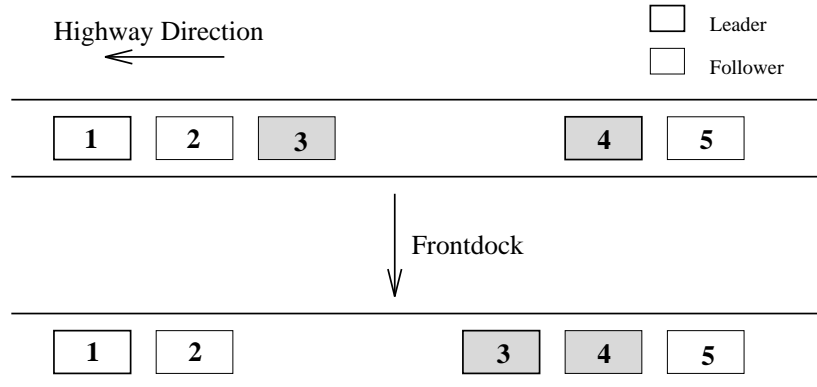 Highway Direction
Leader
Follower
1 2 3 4 5
Frontdock
1 2 3 4 5